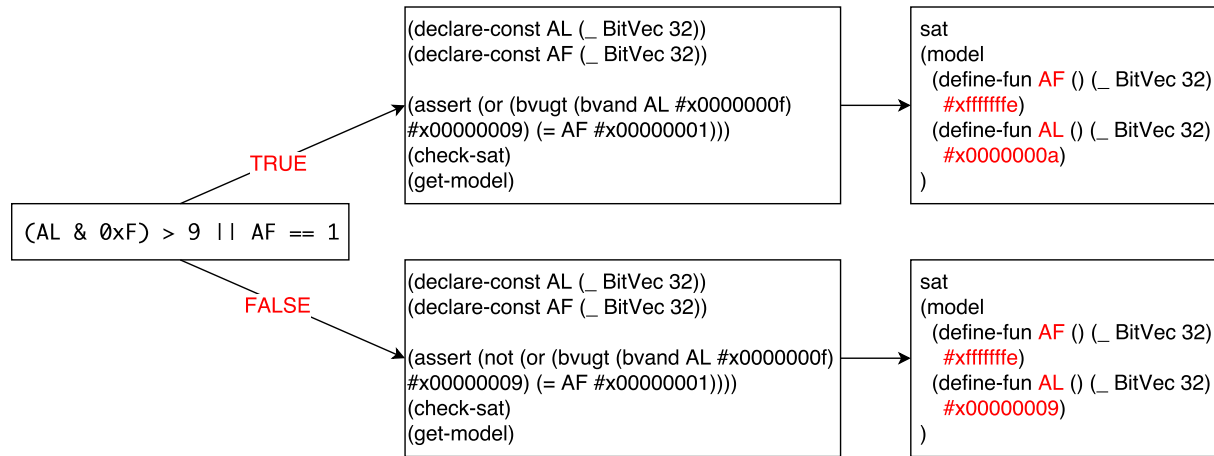 (declare-const AL (_ BitVec 32))
(declare-const AF (_ BitVec 32))
(assert (or (bvugt (bvand AL #x0000000f)
#x00000009) (= AF #x00000001)))
(check-sat)
(get-model)
sat
(model
(define-fun AF () (_ BitVec 32)
#xfffffffe)
(define-fun AL () (_ BitVec 32)
#x0000000a)
)
TRUE
(AL & 0xF) > 9 || AF == 1
FALSE
(declare-const AL (_ BitVec 32))
(declare-const AF (_ BitVec 32))
(assert (not (or (bvugt (bvand AL #x0000000f)
#x00000009) (= AF #x00000001))))
(check-sat)
(get-model)
sat
(model
(define-fun AF () (_ BitVec 32)
#xfffffffe)
(define-fun AL () (_ BitVec 32)
#x00000009)
)